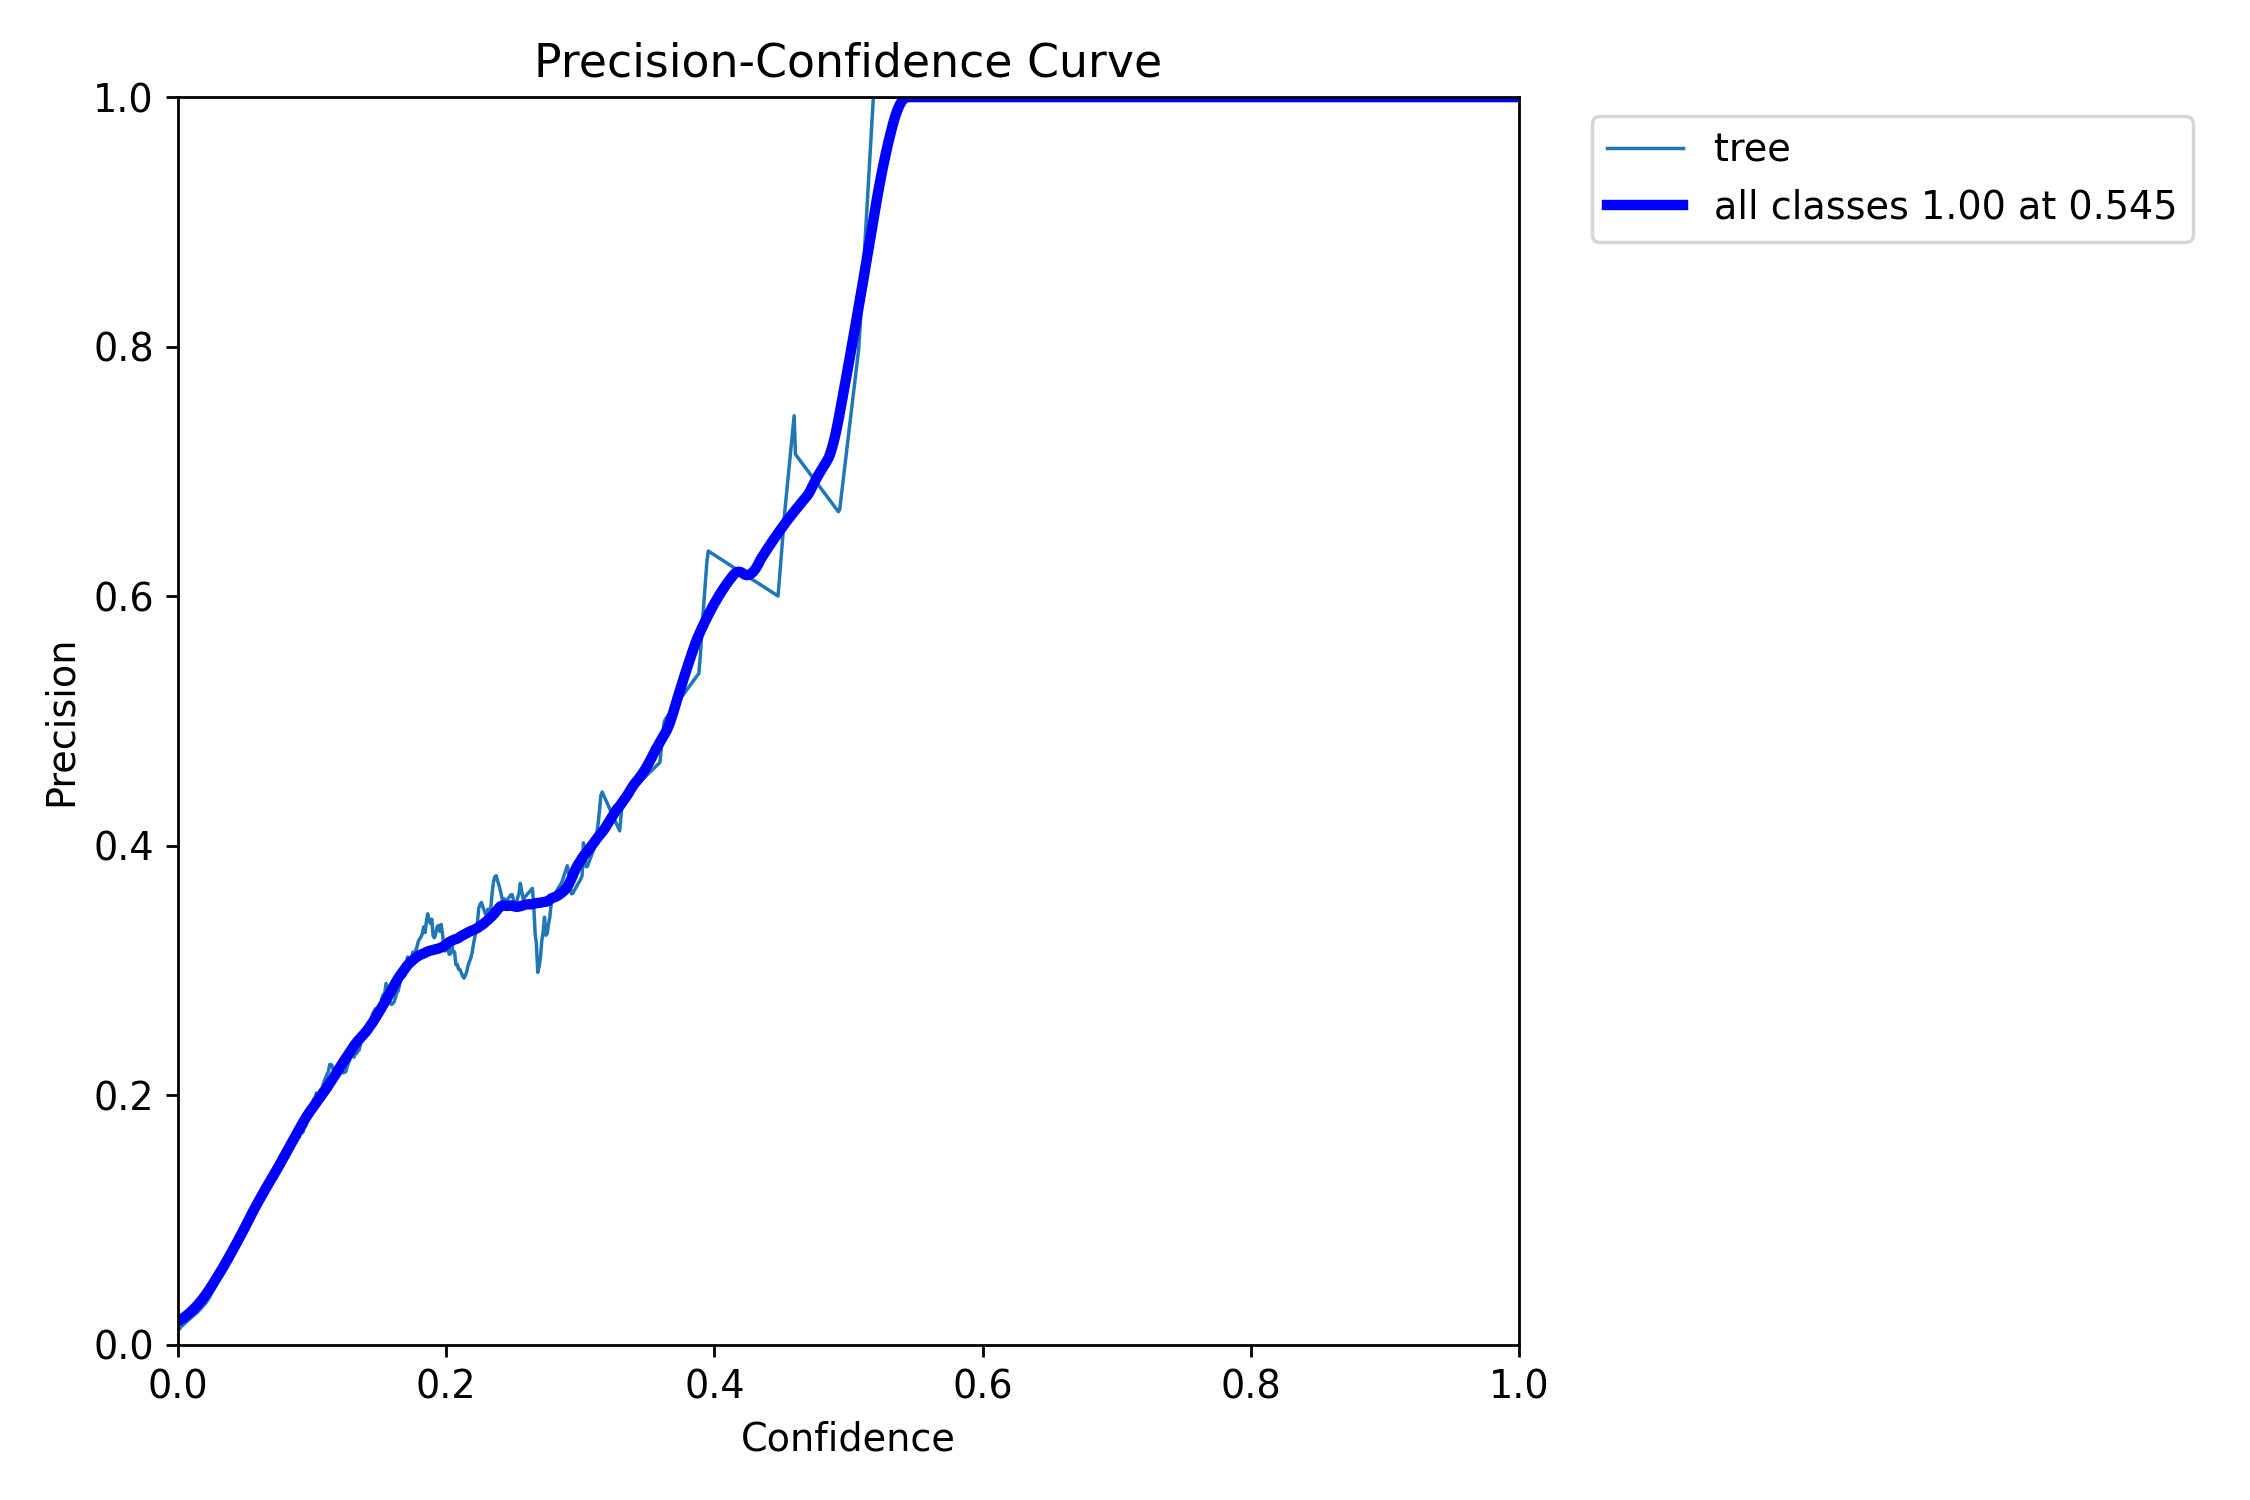 Precision-Confidence Curve
1.0
0.8
0.6
0.4
0.2
0.0
Precision
0.0 0.2 0.4 0.6 0.8 1.0
Confidence
tree
all classes 1.00 at 0.545